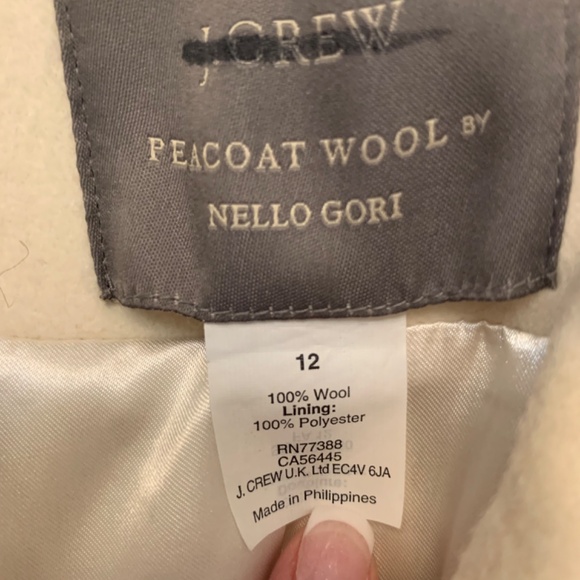 J.CREW
PEACOAT WOOL BY
NELLO GORI
12
100% Wool
Lining:
100% Polyester
RN77388
CA56445
J. CREW U.K. Ltd EC4V 6JA
Made in Philippines